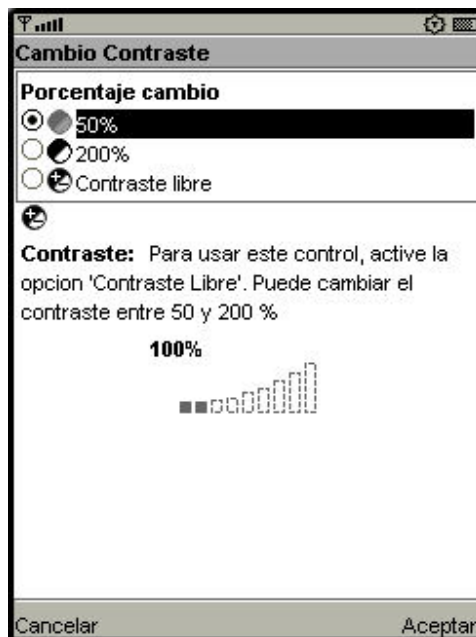 Cambio Contraste
Porcentaje cambio
50%
200%
Contraste libre
Contraste: Para usar este control, active la
opcion 'Contraste Libre'. Puede cambiar el
contraste entre 50 y 200 %
100%
Cancelar Aceptar